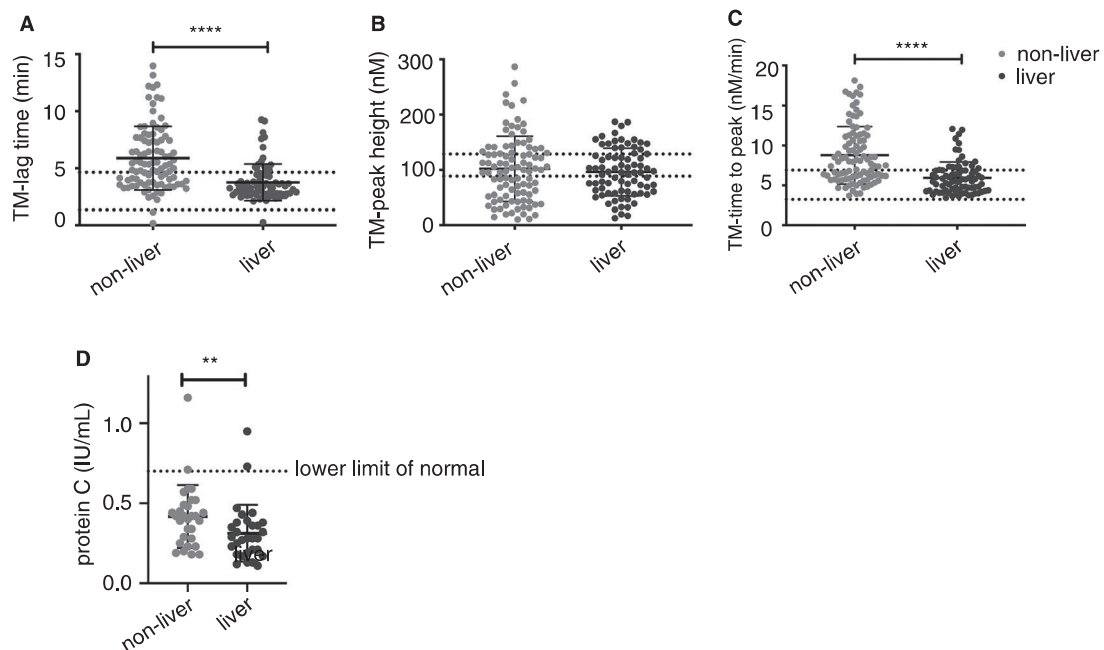 A
****
TM-lag time (min)
15
10
5
0
non-liver
liver
B
TM-peak height (nM)
300
200
100
0
non-liver
liver
C
****
TM-time to peak (nM/min)
20
15
10
5
0
non-liver
liver
non-liver
liver
D
**
protein C (IU/mL)
1.0
0.5
0.0
lower limit of normal
liver
non-liver
liver